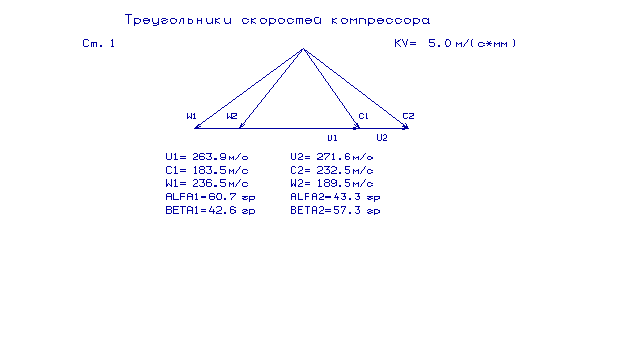 Треугольники скоростей компрессора
Ст. 1 KV= 5.0 м/(с*мм)
W1 W2 C1 C2
U1 U2
U1= 263.9 м/с U2= 271.6 м/с
C1= 183.5 м/с C2= 232.5 м/с
W1= 236.5 м/с W2= 189.5 м/с
ALFA1=60.7 гр ALFA2=43.3 гр
BETA1=42.6 гр BETA2=57.3 гр